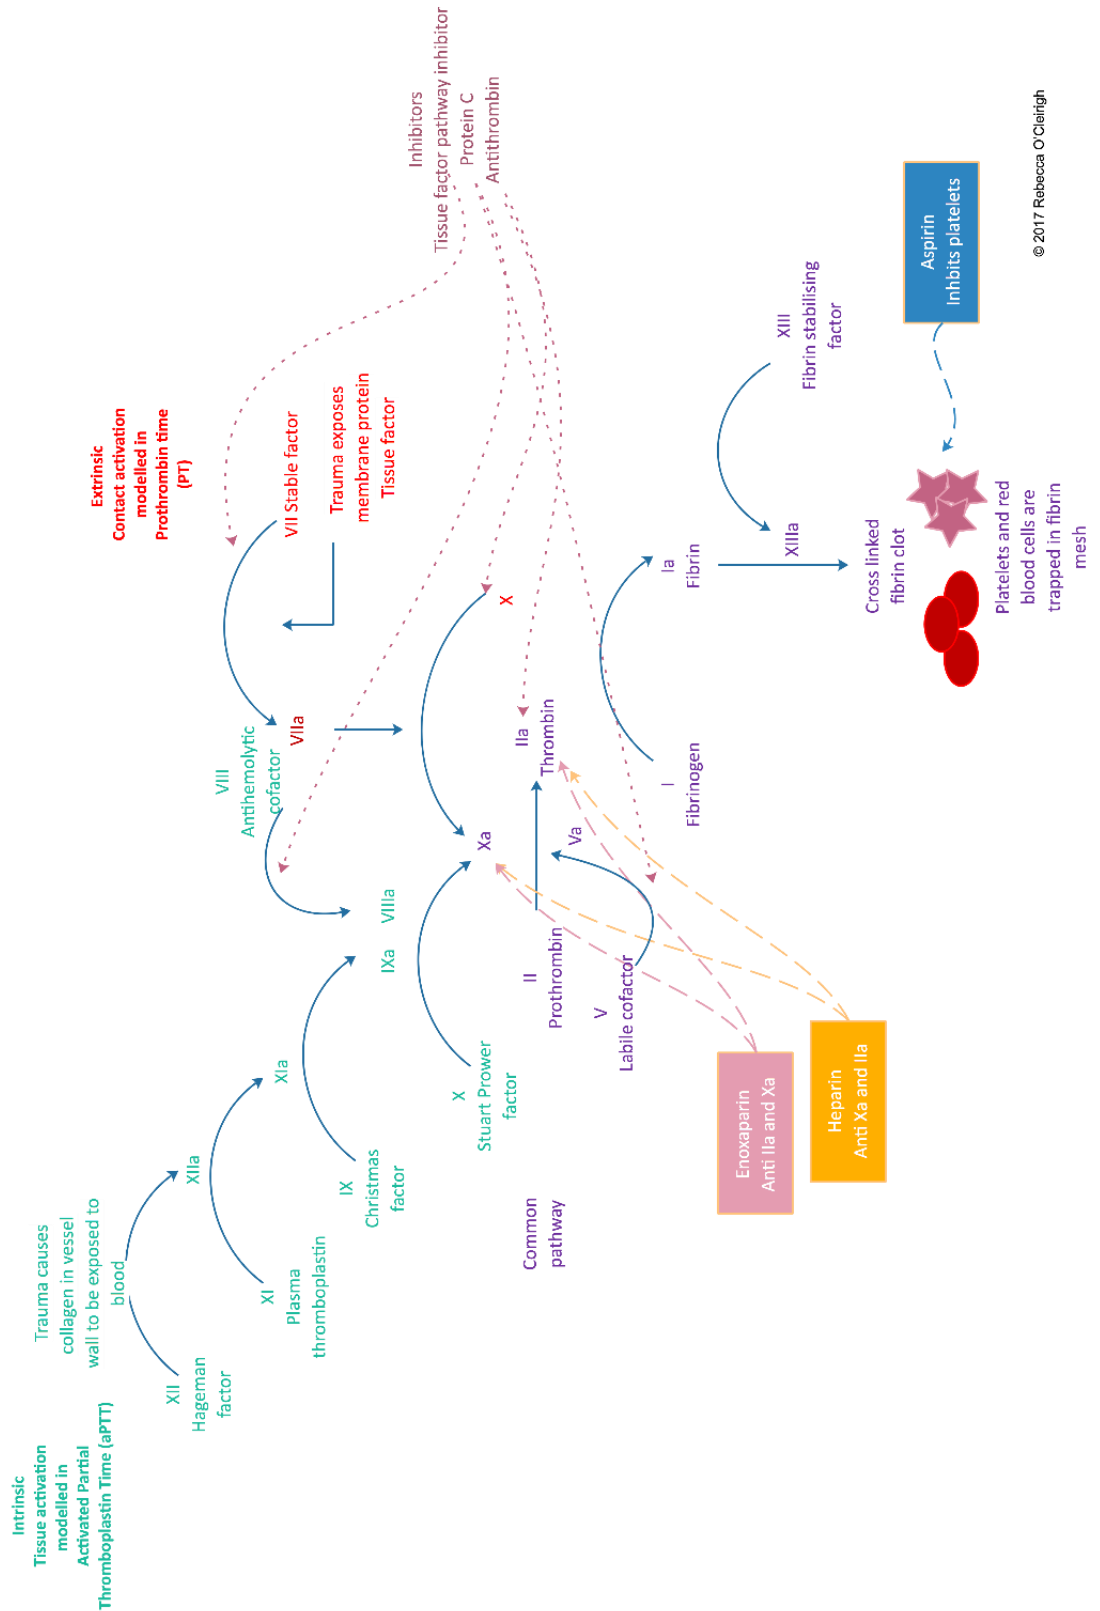 Intrinsic
Tissue activation
modelled in
Activated Partial
Thromboplastin Time (aPTT)
Trauma causes
collagen in vessel
wall to be exposed to
blood
XII
Hageman
factor
XIIa
XI
Plasma
thromboplastin
XIa
IX
Christmas
factor
IXa
VIIIa
VIII
Antihemolytic
cofactor
X
Stuart Prower
factor
Extrinsic
Contact activation
modelled in
Prothrombin time
(PT)
VII Stable factor
Trauma exposes
membrane protein
Tissue factor
VIIa
X
Xa
Inhibitors
Tissue factor pathway inhibitor
Protein C
Antithrombin
Common
pathway
II
Prothrombin
V
Labile cofactor
Va
IIa
Thrombin
I
Fibrinogen
Ia
Fibrin
XIII
Fibrin stabilising
factor
XIIIa
Cross linked
fibrin clot
Platelets and red
blood cells are
trapped in fibrin
mesh
Enoxaparin
Anti IIa and Xa
Heparin
Anti Xa and IIa
Aspirin
Inhbits platelets
© 2017 Rebecca O'Cleirigh